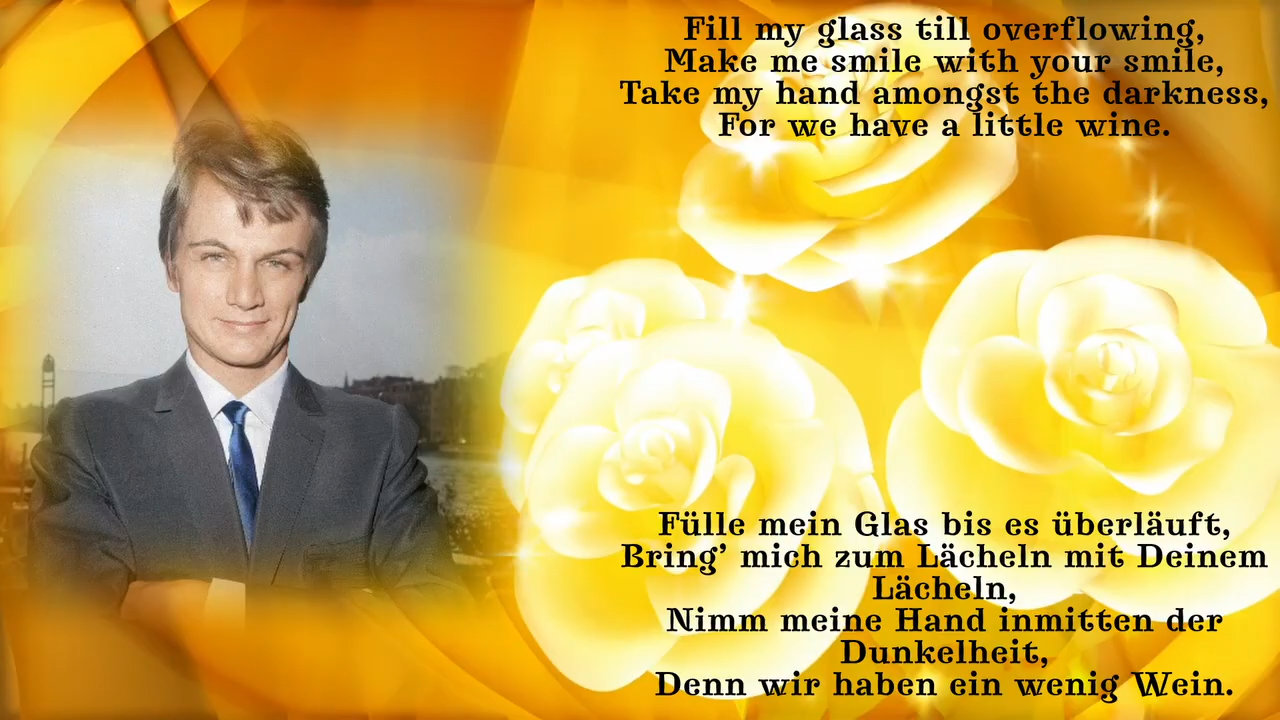 Fill my glass till overflowing,
Make me smile with your smile,
Take my hand amongst the darkness,
For we have a little wine.
Fülle mein Glas bis es überläuft,
Bring’ mich zum Lächeln mit Deinem
Lächeln,
Nimm meine Hand inmitten der
Dunkelheit,
Denn wir haben ein wenig Wein.